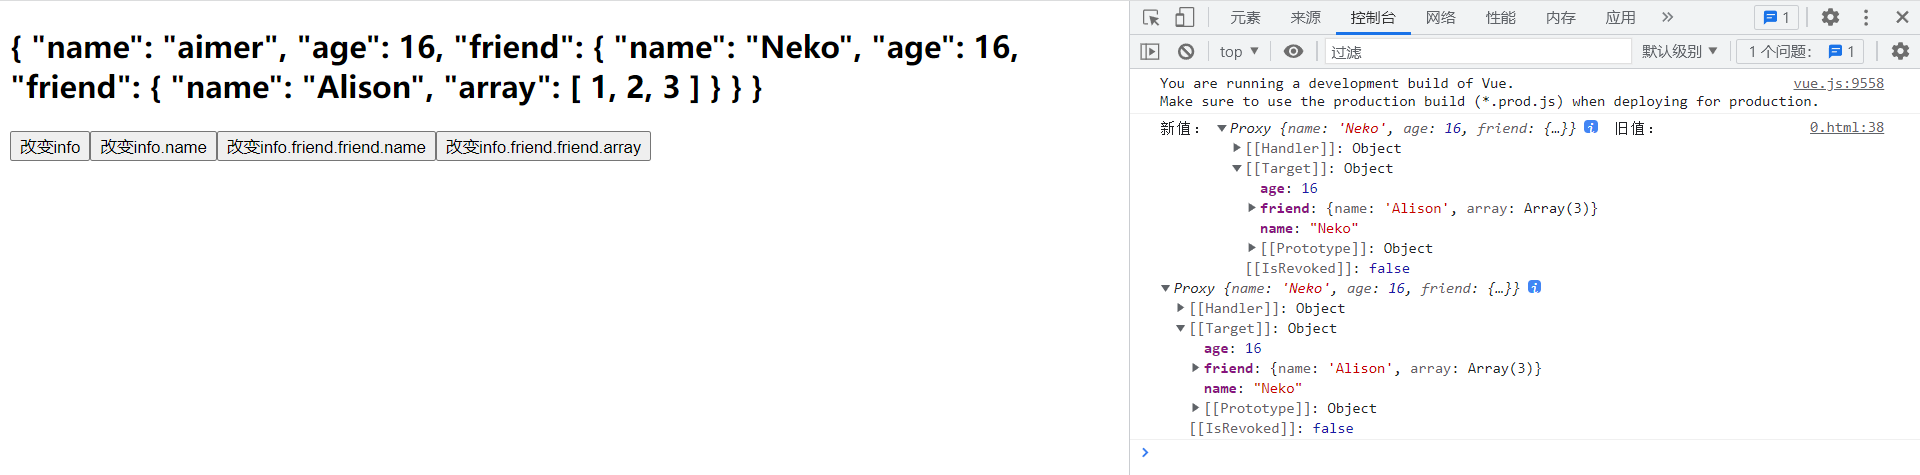 { "name": "aimer", "age": 16, "friend": { "name": "Neko", "age": 16,
"friend": { "name": "Alison", "array": [ 1, 2, 3 ] } } }
改变info 改变info.name 改变info.friend.friend.name 改变info.friend.friend.array
元素 来源 控制台 网络 性能 内存 应用 » 1
top ▼ 过滤 默认级别 ▼ 1 个问题: 1
You are running a development build of Vue. vue.js:9558
Make sure to use the production build (*.prod.js) when deploying for production.
新值: ▼Proxy {name: 'Neko', age: 16, friend: {…}} i 旧值: 0.html:38
▶[[Handler]]: Object
▼[[Target]]: Object
age: 16
▶friend: {name: 'Alison', array: Array(3)}
name: "Neko"
▶[[Prototype]]: Object
[[IsRevoked]]: false
▼Proxy {name: 'Neko', age: 16, friend: {…}} i
▶[[Handler]]: Object
▼[[Target]]: Object
age: 16
▶friend: {name: 'Alison', array: Array(3)}
name: "Neko"
▶[[Prototype]]: Object
[[IsRevoked]]: false